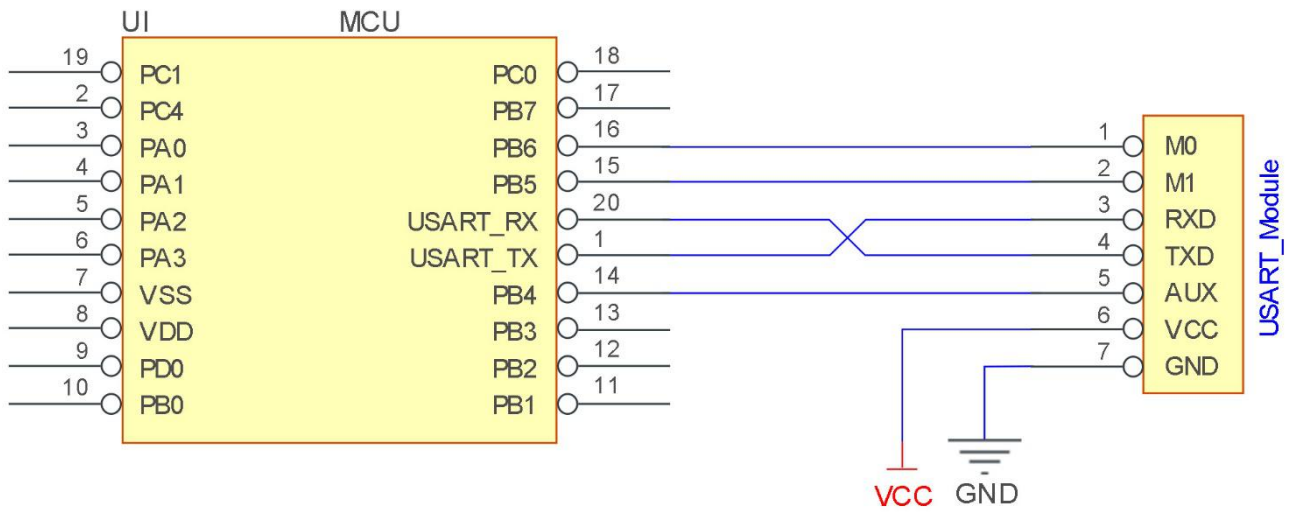 UI MCU
19 PC1 PC0 18
2 PC4 PB7 17
3 PA0 PB6 16 1 M0
4 PA1 PB5 15 2 M1
5 PA2 USART_RX 20 3 RXD
6 PA3 USART_TX 1 4 TXD
7 VSS PB4 14 5 AUX
8 VDD PB3 13 6 VCC
9 PD0 PB2 12 7 GND
10 PB0 PB1 11
USART_Module
VCC GND